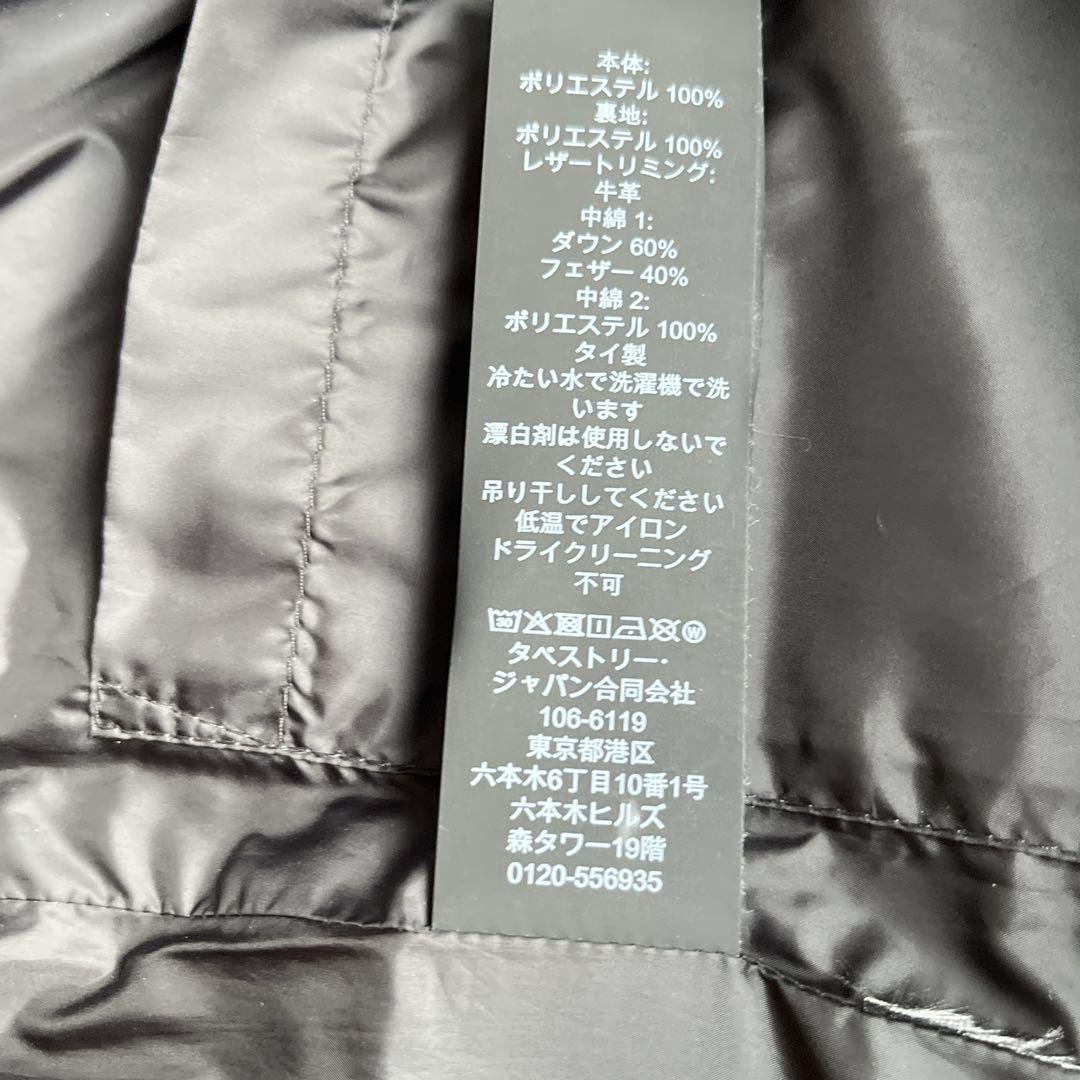 本体:
ポリエステル 100%
裏地:
ポリエステル 100%
レザートリミング:
牛革
中綿 1:
ダウン 60%
フェザー 40%
中綿 2:
ポリエステル 100%
タイ製
冷たい水で洗濯機で洗
います
漂白剤は使用しないで
ください
吊り干ししてください
低温でアイロン
ドライクリーニング
不可
30 W
タペストリー・
ジャパン合同会社
106-6119
東京都港区
六本木6丁目10番1号
六本木ヒルズ
森タワー19階
0120-556935